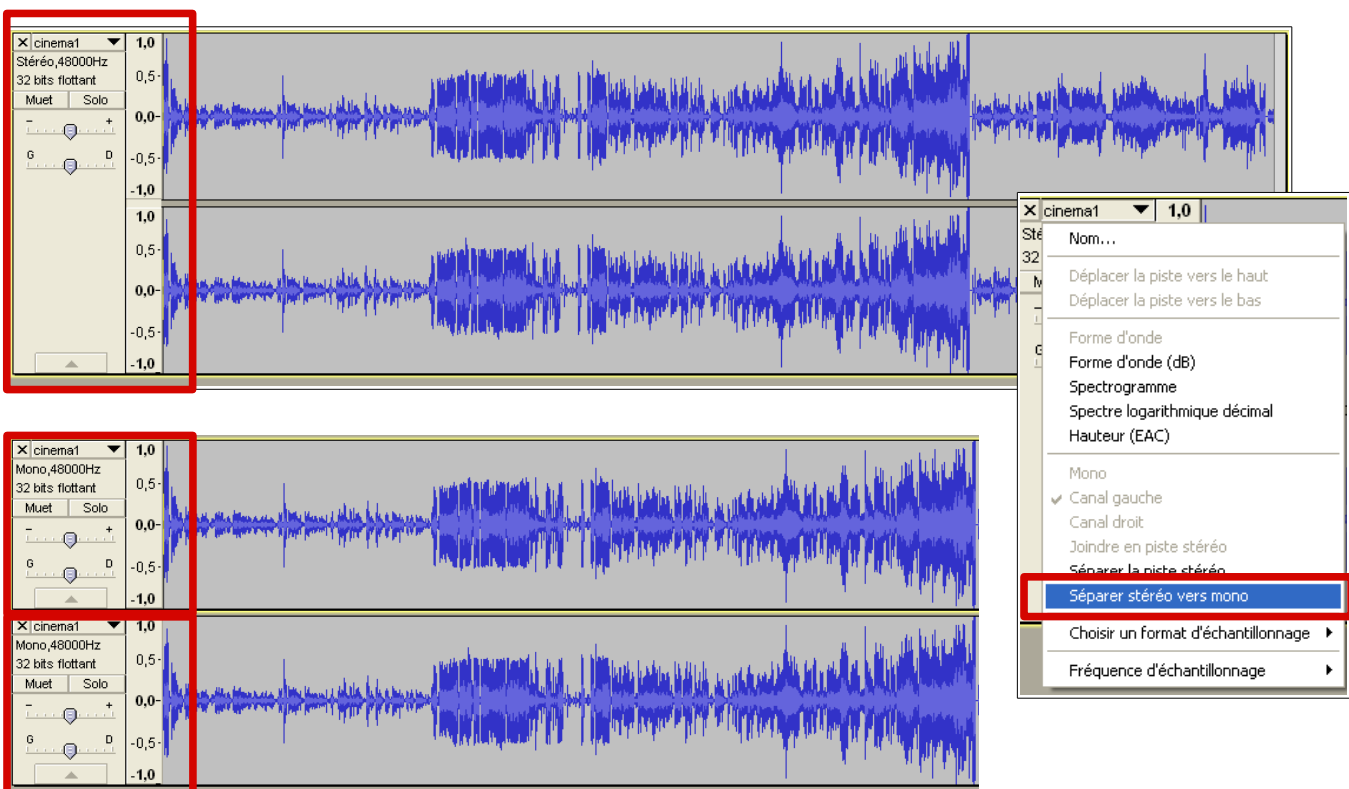 cinema1
Stéréo,48000Hz
32 bits flottant
Muet Solo
- +
G D
1,0
0,5-
0,0-
-0,5-
-1,0
1,0
0,5-
0,0-
-0,5-
-1,0
cinema1 1,0
Sté
32
M
G
Nom...
Déplacer la piste vers le haut
Déplacer la piste vers le bas
Forme d'onde
Forme d'onde (dB)
Spectrogramme
Spectre logarithmique décimal
Hauteur (EAC)
Mono
Canal gauche
Canal droit
Joindre en piste stéréo
Séparer la piste stéréo
Séparer stéréo vers mono
Choisir un format d'échantillonnage
Fréquence d'échantillonnage
cinema1
Mono,48000Hz
32 bits flottant
Muet Solo
- +
G D
1,0
0,5-
0,0-
-0,5-
-1,0
cinema1
Mono,48000Hz
32 bits flottant
Muet Solo
- +
G D
1,0
0,5-
0,0-
-0,5-
-1,0